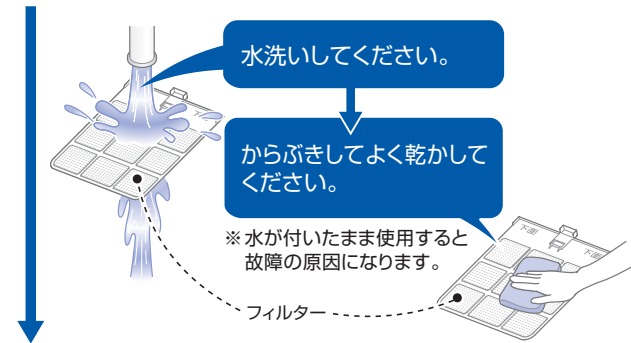 水洗いしてください。
からぶきしてよく乾かして
ください。
※水が付いたまま使用すると
故障の原因になります。
フィルター
下面
下面
下面